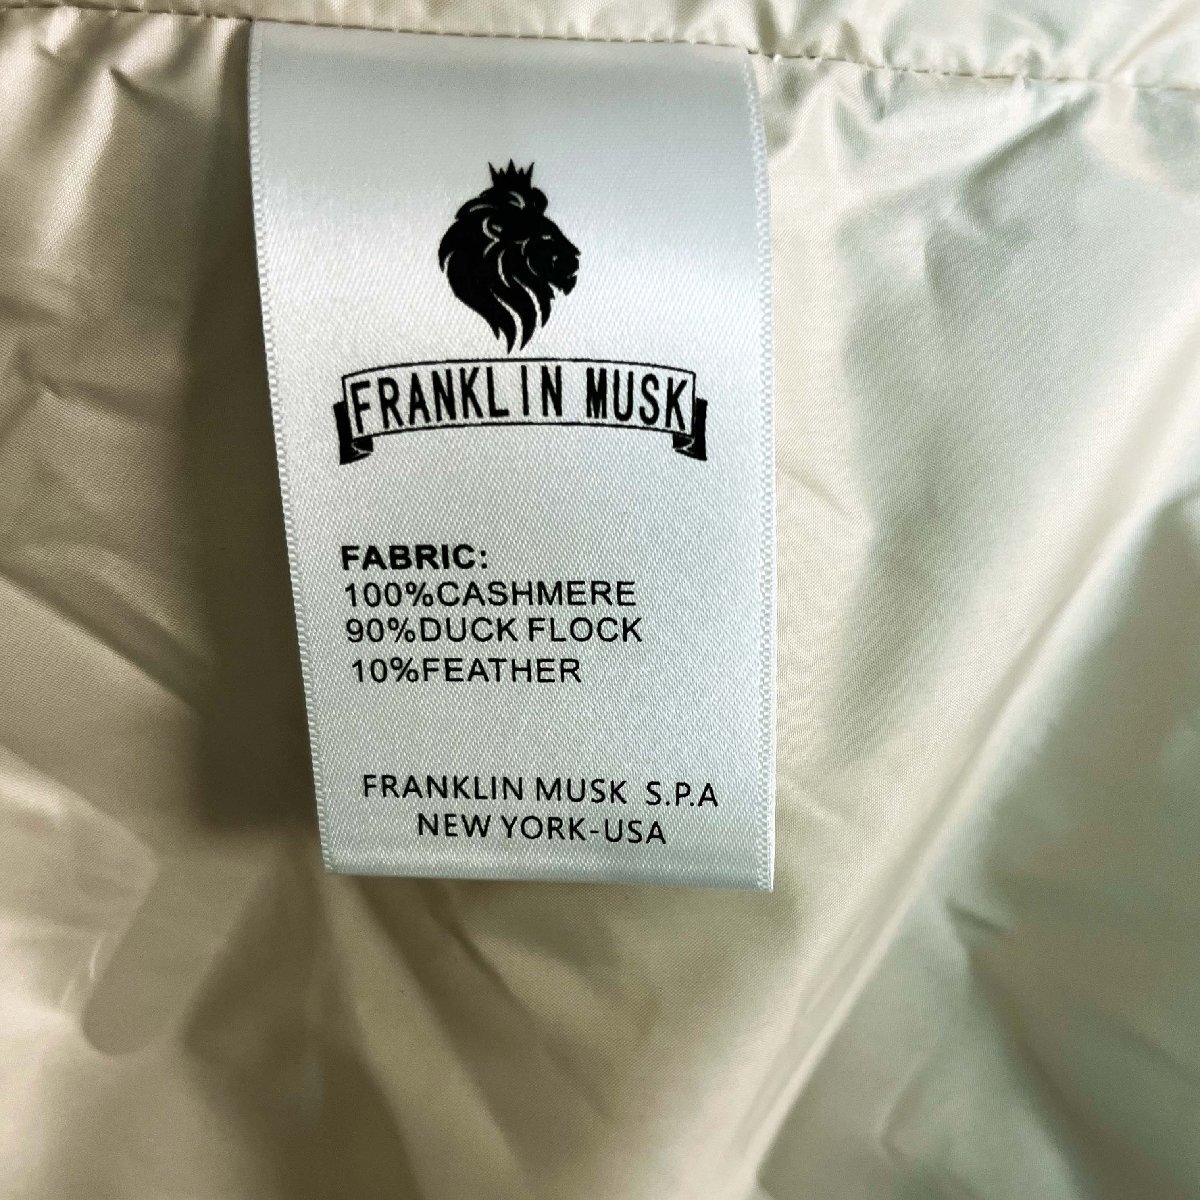 FRANKLIN MUSK
FABRIC:
100%CASHMERE
90%DUCK FLOCK
10%FEATHER
FRANKLIN MUSK S.P.A
NEW YORK-USA